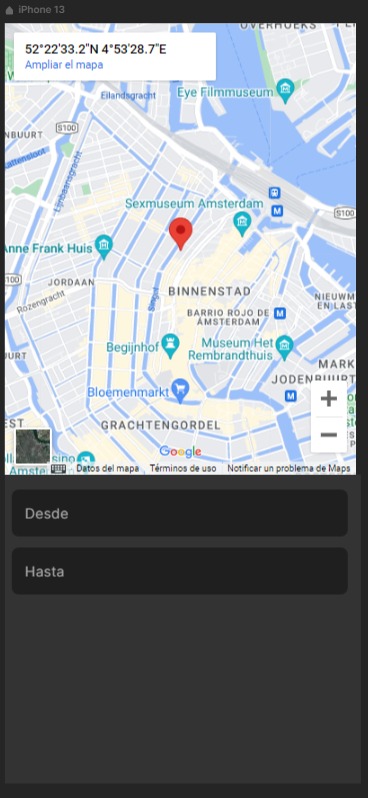 iPhone 13
OVERHOEKS
52°22'33.2"N 4°53'28.7"E
Ampliar el mapa
Eye Filmmuseum
Eilandsgracht
S100
Lijnbaansgracht
Sexmuseum Amsterdam
M
S100
Anne Frank Huis
JORDAAN
Rozengracht
Singel
BINNENSTAD
BARRIO ROJO DE
ÁMSTERDAM
M
NIEUWM
EN LAST
Begijnhof
Museum Het
Rembrandthuis
MARK
JODENBUURT
Bloemenmarkt
M
+
GRACHTENGORDEL
−
Google
Datos del mapa
Términos de uso
Notificar un problema de Maps
Desde
Hasta